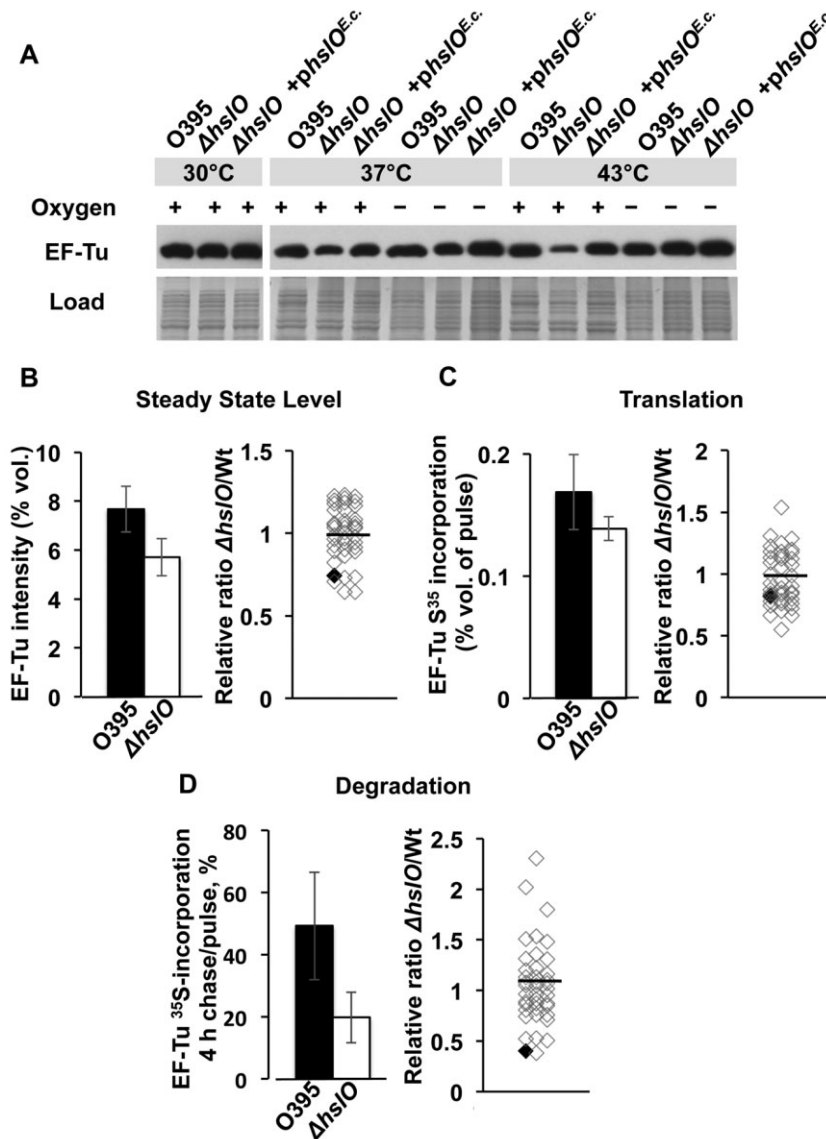 A
O395 ΔhslO ΔhslO +phslO^E.c. O395 ΔhslO ΔhslO +phslO^E.c. O395 ΔhslO ΔhslO +phslO^E.c. O395 ΔhslO ΔhslO +phslO^E.c. O395 ΔhslO ΔhslO +phslO^E.c.
30°C 37°C 43°C
Oxygen + + + + + + − − − + + + − − −
EF-Tu
Load
B
Steady State Level
EF-Tu intensity (% vol.)
10
8
6
4
2
0
O395 ΔhslO
Relative ratio ΔhslO/Wt
1.5
1
0.5
0
C
Translation
EF-Tu S³⁵ incorporation
(% vol. of pulse)
0.2
0.1
0
O395 ΔhslO
Relative ratio ΔhslO/Wt
2
1.5
1
0.5
0
D
Degradation
EF-Tu ³⁵S-incorporation
4 h chase/pulse, %
80
60
40
20
0
O395 ΔhslO
Relative ratio ΔhslO/Wt
2.5
2
1.5
1
0.5
0